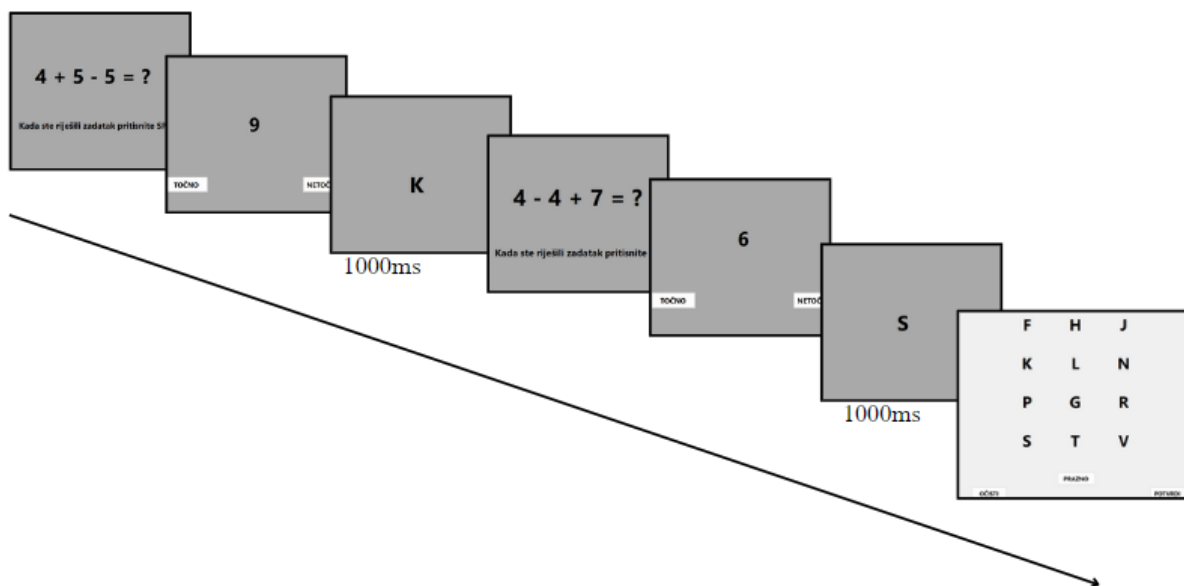 4 + 5 - 5 = ?
Kada ste riješili zadatak pritisnite
9
TOČNO
K
1000ms
4 - 4 + 7 = ?
Kada ste riješili zadatak pritisnite
6
TOČNO
S
1000ms
F H J
K L N
P G R
S T V
PRAZNO
OČISTI POTVRDI